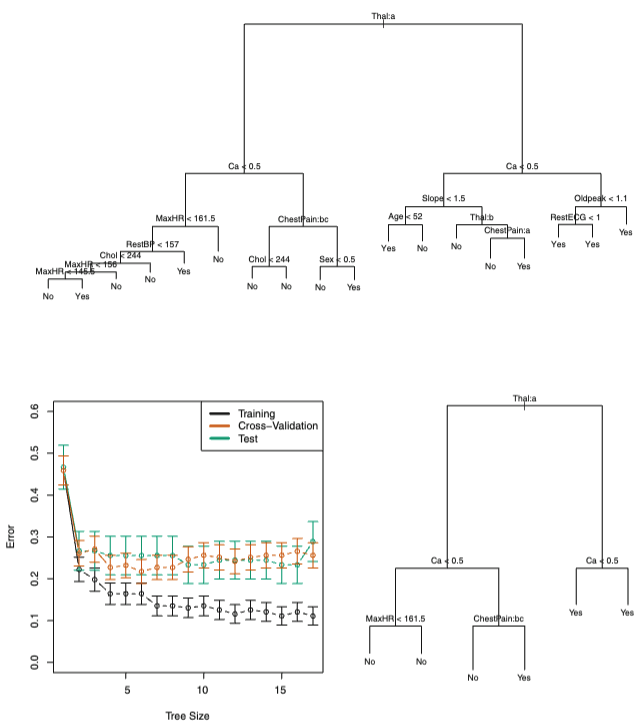 Thal:a
Ca < 0.5
Ca < 0.5
Slope < 1.5
Oldpeak < 1.1
MaxHR < 161.5
ChestPain:bc
Age < 52
Thal:b
RestECG < 1
ChestPain:a
Yes
Yes
No
No
Yes
Yes
RestBP < 157
Chol < 244
MaxHR < 156
MaxHR < 145.5
No
Yes
Chol < 244
Sex < 0.5
No
Yes
No
No
No
No
No
No
Yes
No
Yes
0.6
0.5
0.4
0.3
0.2
0.1
0.0
Error
Training
Cross−Validation
Test
5
10
15
Tree Size
Thal:a
Ca < 0.5
Ca < 0.5
MaxHR < 161.5
ChestPain:bc
Yes
Yes
No
No
No
Yes